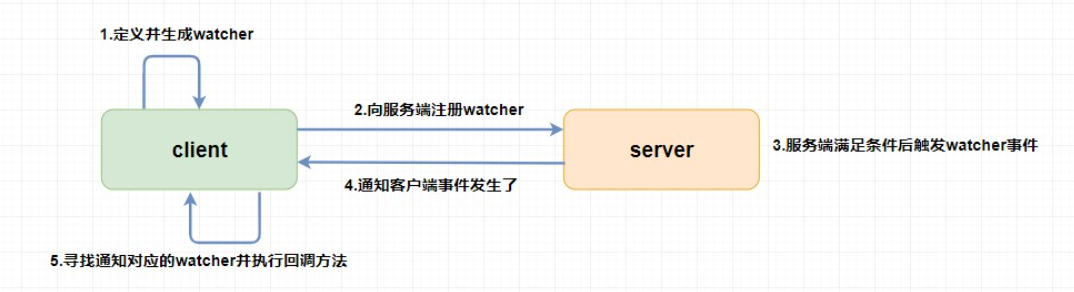 1.定义并生成watcher
2.向服务端注册watcher
client
server
3.服务端满足条件后触发watcher事件
4.通知客户端事件发生了
5.寻找通知对应的watcher并执行回调方法